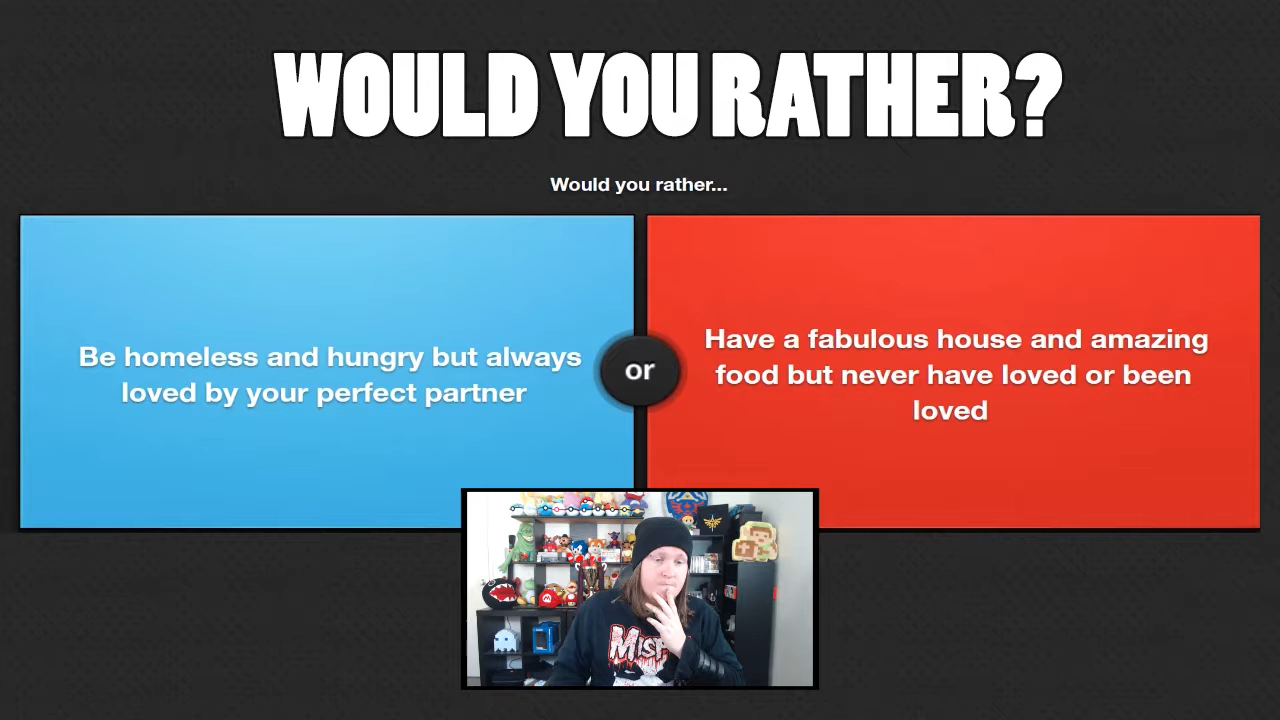 WOULD YOU RATHER?
Would you rather...
Be homeless and hungry but always
loved by your perfect partner
or
Have a fabulous house and amazing
food but never have loved or been
loved